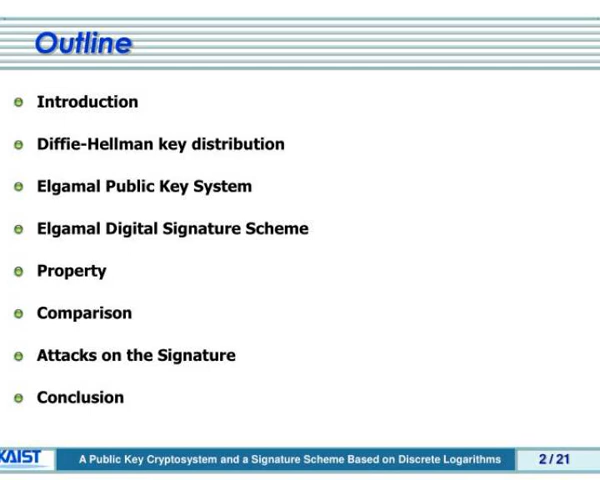 Outline
Introduction
Diffie-Hellman key distribution
Elgamal Public Key System
Elgamal Digital Signature Scheme
Property
Comparison
Attacks on the Signature
Conclusion
KAIST A Public Key Cryptosystem and a Signature Scheme Based on Discrete Logarithms 2 / 21